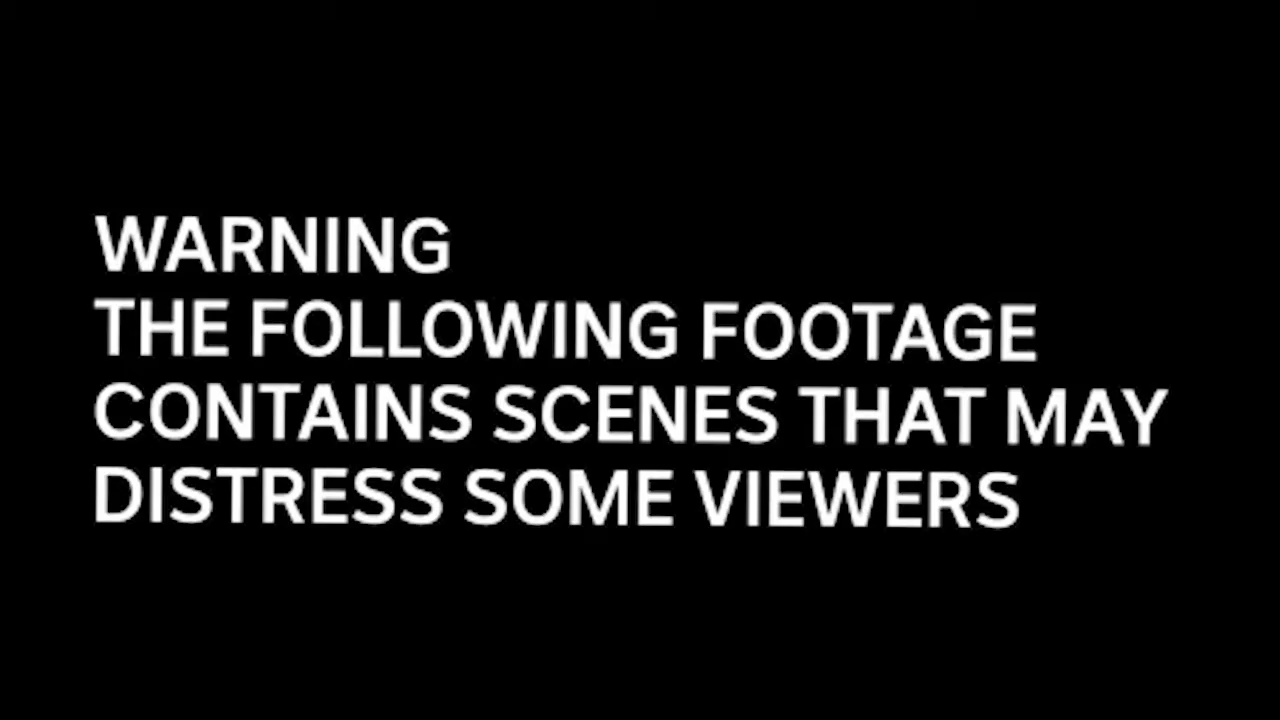 WARNING
THE FOLLOWING FOOTAGE
CONTAINS SCENES THAT MAY
DISTRESS SOME VIEWERS